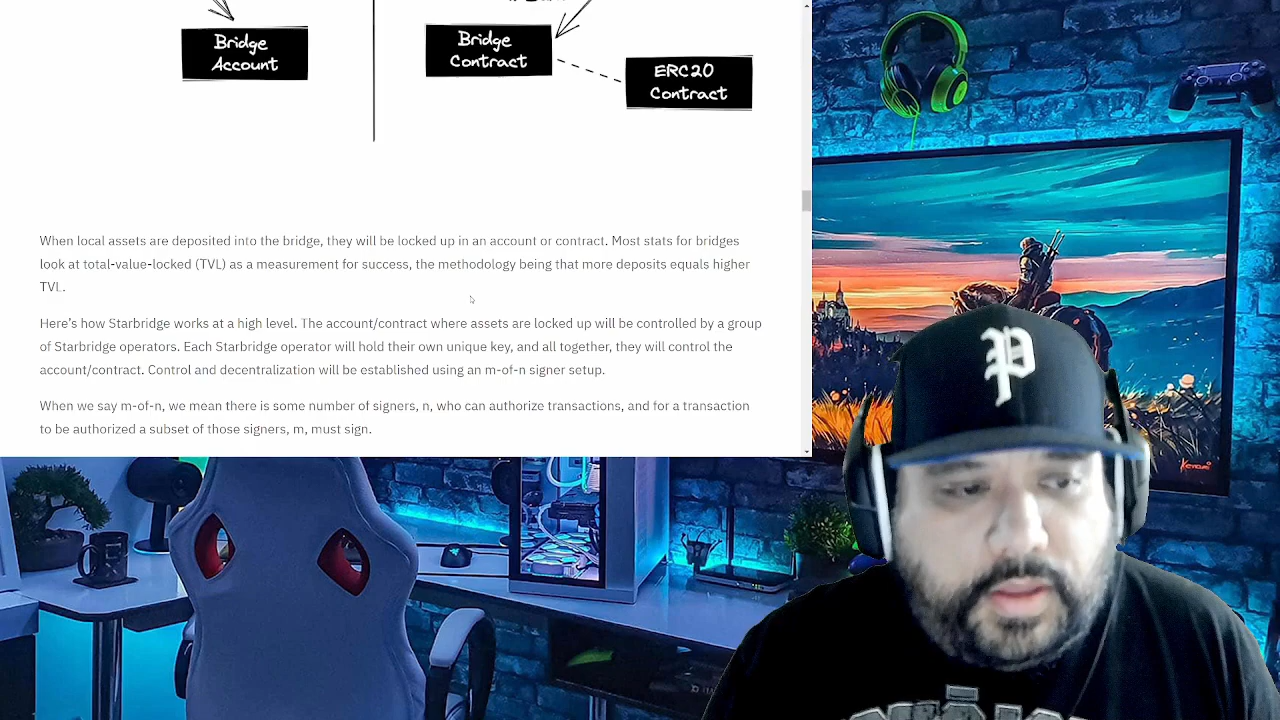 Bridge
Account
Bridge
Contract
ERC20
Contract
When local assets are deposited into the bridge, they will be locked up in an account or contract. Most stats for bridges
look at total-value-locked (TVL) as a measurement for success, the methodology being that more deposits equals higher
TVL.
Here's how Starbridge works at a high level. The account/contract where assets are locked up will be controlled by a group
of Starbridge operators. Each Starbridge operator will hold their own unique key, and all together, they will control the
account/contract. Control and decentralization will be established using an m-of-n signer setup.
When we say m-of-n, we mean there is some number of signers, n, who can authorize transactions, and for a transaction
to be authorized a subset of those signers, m, must sign.
P